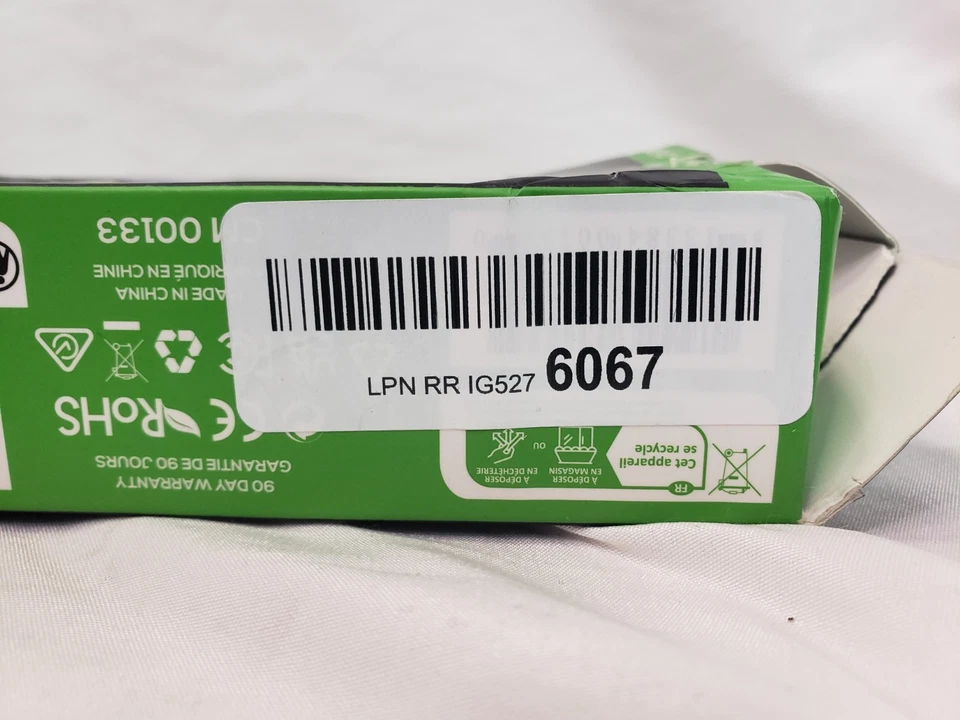 LPN RR IG527 6067
90 DAY WARRANTY
GARANTIE DE 90 JOURS
CE RoHS
MADE IN CHINA
FABRIQUÉ EN CHINE
00133
FR
Cet appareil
se recycle
À DÉPOSER
EN MAGASIN
OU
À DÉPOSER
EN DÉCHÈTERIE